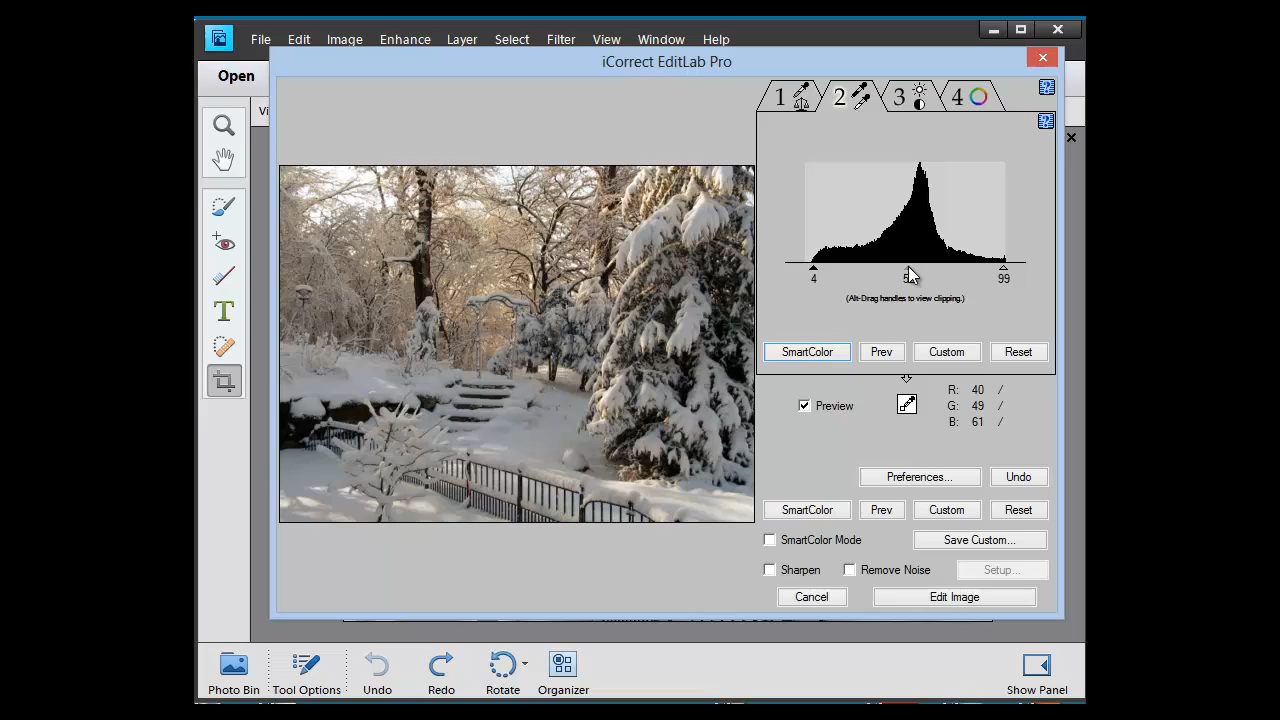 File Edit Image Enhance Layer Select Filter View Window Help
iCorrect EditLab Pro
Open
1 2 3 4
4 99
(Alt-Drag handles to view clipping.)
SmartColor Prev Custom Reset
Preview
R: 40 /
G: 49 /
B: 61 /
Preferences... Undo
SmartColor Prev Custom Reset
SmartColor Mode Save Custom...
Sharpen Remove Noise Setup...
Cancel Edit Image
Photo Bin Tool Options Undo Redo Rotate Organizer Show Panel